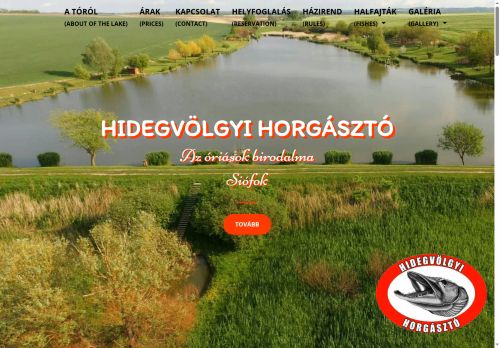 A TÓRÓL
(ABOUT OF THE LAKE)
ÁRAK
(PRICES)
KAPCSOLAT
(CONTACT)
HELYFOGLALÁS
(RESERVATION)
HÁZIREND
(RULES)
HALFAJTÁK
(FISHES)
GALÉRIA
(GALLERY)
HIDEGVÖLGYI HORGÁSZTÓ
Az óriások birodalma
Siófok
TOVÁBB
HIDEGVÖLGYI
HORGÁSZTÓ